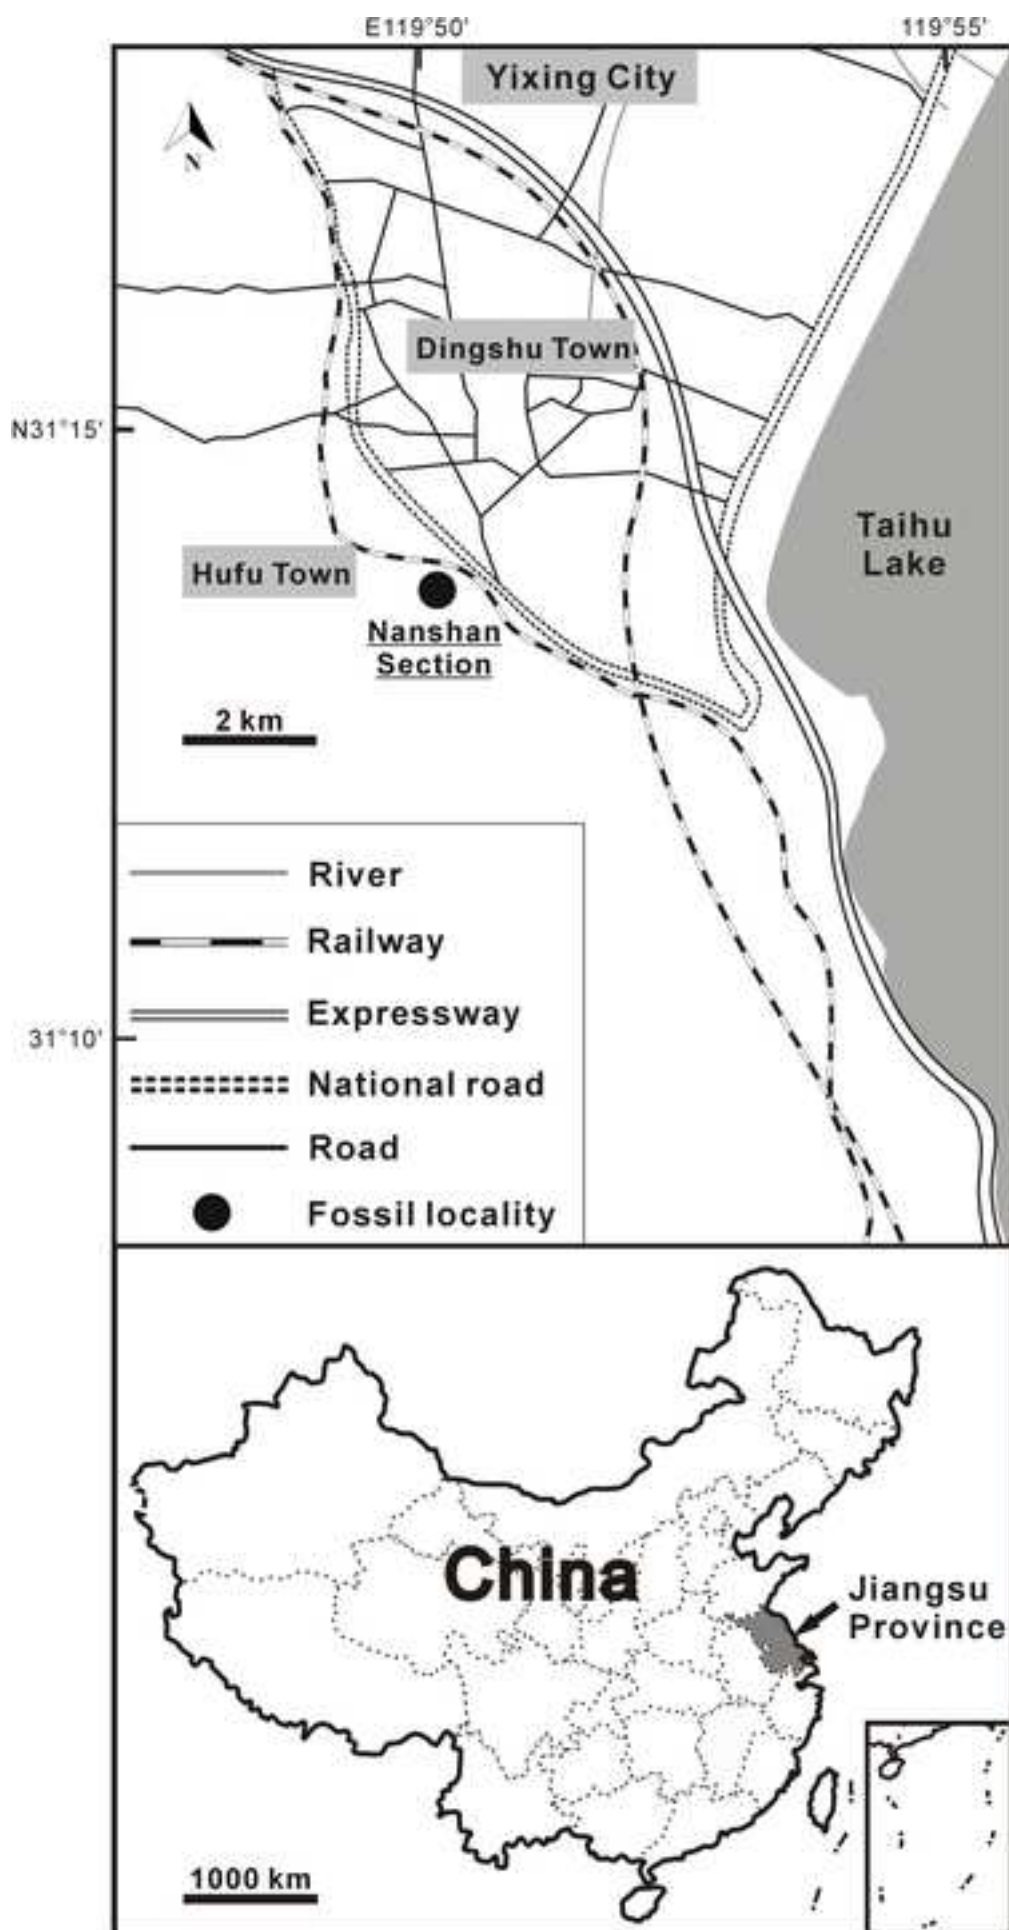 E119°50'
119°55'
Yixing City
N
Dingshu Town
N31°15'
Taihu
Lake
Hufu Town
Nanshan
Section
2 km
River
Railway
Expressway
31°10'
National road
Road
Fossil locality
China
Jiangsu
Province
1000 km